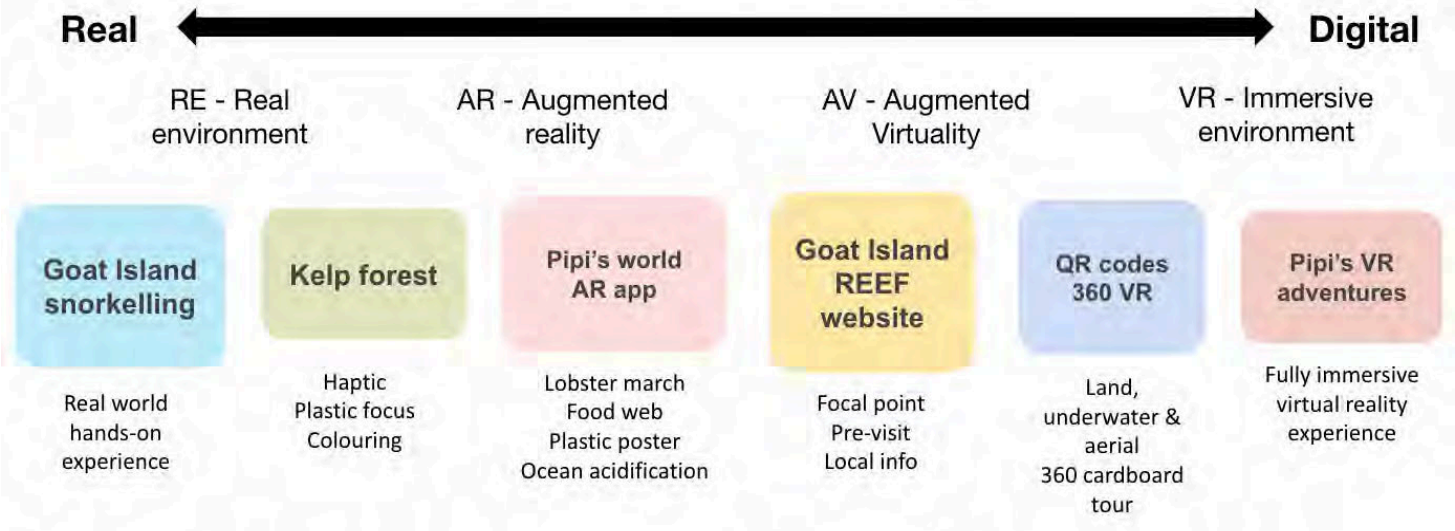 Real
Digital
RE - Real
environment
AR - Augmented
reality
AV - Augmented
Virtuality
VR - Immersive
environment
Goat Island
snorkelling
Kelp forest
Pipi's world
AR app
Goat Island
REEF
website
QR codes
360 VR
Pipi's VR
adventures
Real world
hands-on
experience
Haptic
Plastic focus
Colouring
Lobster march
Food web
Plastic poster
Ocean acidification
Focal point
Pre-visit
Local info
Land,
underwater &
aerial
360 cardboard
tour
Fully immersive
virtual reality
experience